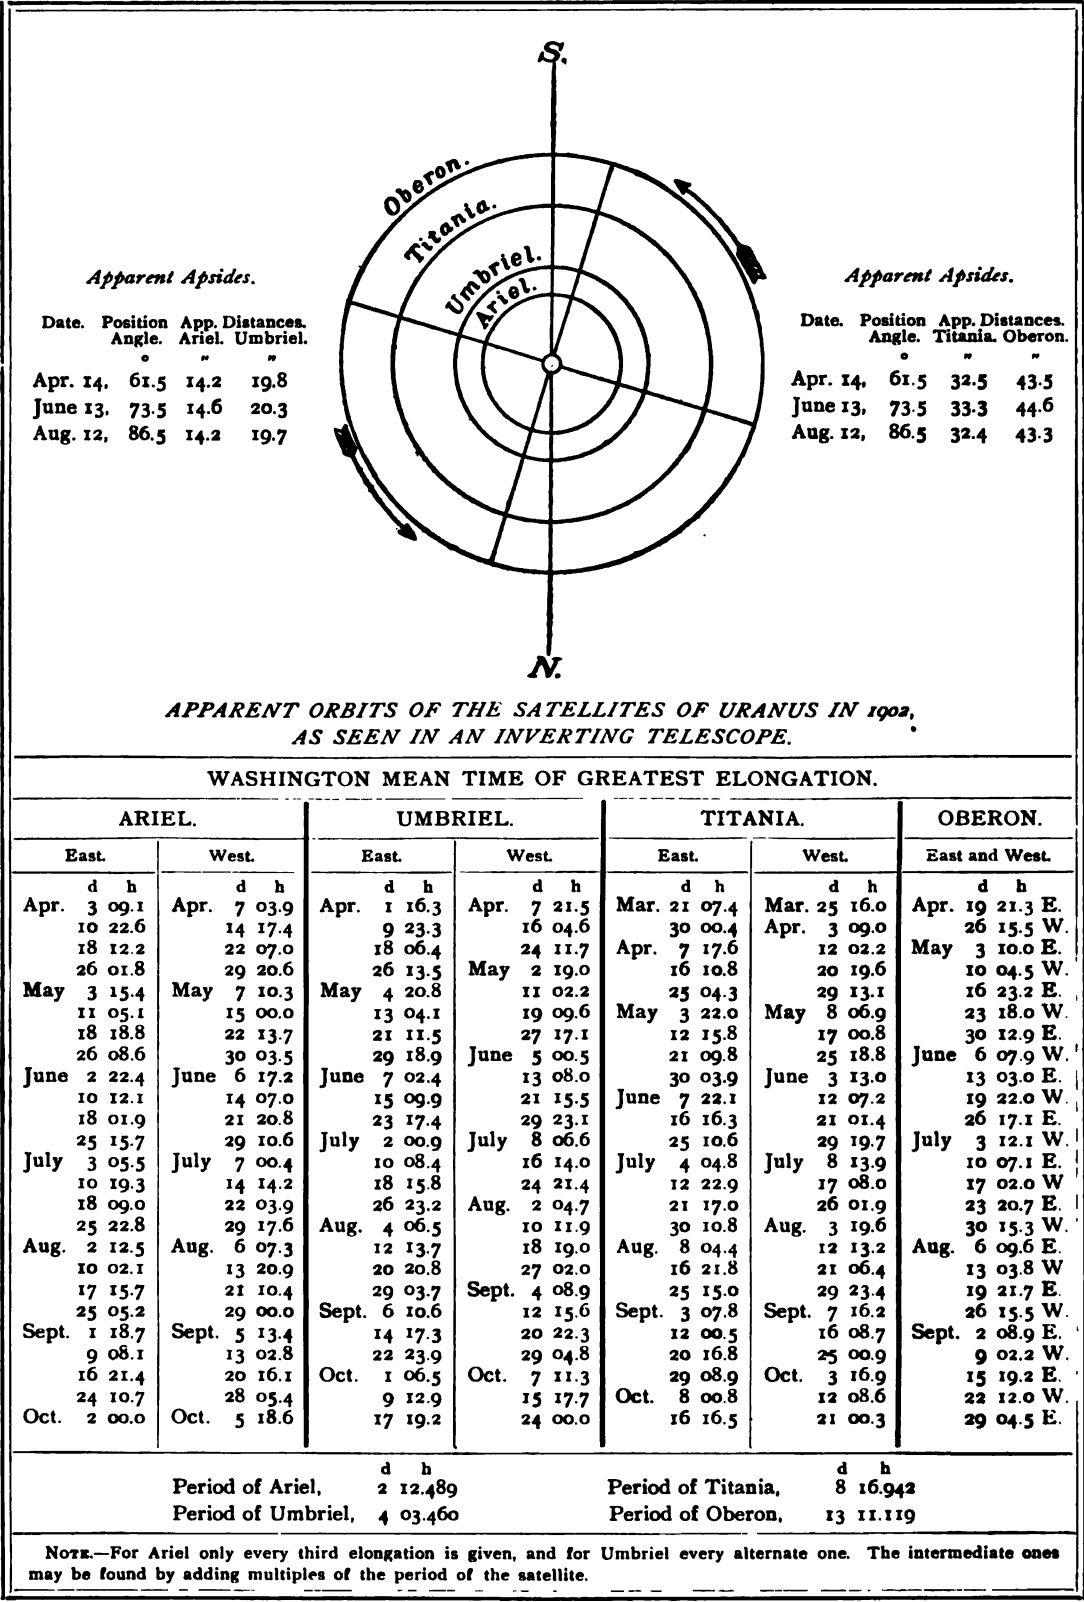 S.
Oberon.
Titania.
Umbriel.
Ariel.
Apparent Apsides.
Date. Position App. Distances.
Angle. Ariel. Umbriel.
° " "
Apr. 14, 61.5 14.2 19.8
June 13, 73.5 14.6 20.3
Aug. 12, 86.5 14.2 19.7
Apparent Apsides.
Date. Position App. Distances.
Angle. Titania. Oberon.
° " "
Apr. 14, 61.5 32.5 43.5
June 13, 73.5 33.3 44.6
Aug. 12, 86.5 32.4 43.3
N.
APPARENT ORBITS OF THE SATELLITES OF URANUS IN 1902,
AS SEEN IN AN INVERTING TELESCOPE.
WASHINGTON MEAN TIME OF GREATEST ELONGATION.
ARIEL. UMBRIEL. TITANIA. OBERON.
East. West. East. West. East. West. East and West.
d h d h d h d h d h d h d h
Apr. 3 09.1 Apr. 7 03.9 Apr. 1 16.3 Apr. 7 21.5 Mar. 21 07.4 Mar. 25 16.0 Apr. 19 21.3 E.
10 22.6 14 17.4 9 23.3 16 04.6 30 00.4 Apr. 3 09.0 26 15.5 W.
18 12.2 22 07.0 18 06.4 24 11.7 Apr. 7 17.6 12 02.2 May 3 10.0 E.
26 01.8 29 20.6 26 13.5 May 2 19.0 16 10.8 20 19.6 10 04.5 W.
May 3 15.4 May 7 10.3 May 4 20.8 11 02.2 25 04.3 29 13.1 16 23.2 E.
11 05.1 15 00.0 13 04.1 19 09.6 May 3 22.0 May 8 06.9 23 18.0 W.
18 18.8 22 13.7 21 11.5 27 17.1 12 15.8 17 00.8 30 12.9 E.
26 08.6 30 03.5 29 18.9 June 5 00.5 21 09.8 25 18.8 June 6 07.9 W.
June 2 22.4 June 6 17.2 June 7 02.4 13 08.0 30 03.9 June 3 13.0 13 03.0 E.
10 12.1 14 07.0 15 09.9 21 15.5 June 7 22.1 12 07.2 19 22.0 W.
18 01.9 21 20.8 23 17.4 29 23.1 16 16.3 21 01.4 26 17.1 E.
25 15.7 29 10.6 July 2 00.9 July 8 06.6 25 10.6 29 19.7 July 3 12.1 W.
July 3 05.5 July 7 00.4 10 08.4 16 14.0 July 4 04.8 July 8 13.9 10 07.1 E.
10 19.3 14 14.2 18 15.8 24 21.4 12 22.9 17 08.0 17 02.0 W
18 09.0 22 03.9 26 23.2 Aug. 2 04.7 21 17.0 26 01.9 23 20.7 E.
25 22.8 29 17.6 Aug. 4 06.5 10 11.9 30 10.8 Aug. 3 19.6 30 15.3 W.
Aug. 2 12.5 Aug. 6 07.3 12 13.7 18 19.0 Aug. 8 04.4 12 13.2 Aug. 6 09.6 E.
10 02.1 13 20.9 20 20.8 27 02.0 16 21.8 21 06.4 13 03.8 W
17 15.7 21 10.4 29 03.7 Sept. 4 08.9 25 15.0 29 23.4 19 21.7 E.
25 05.2 29 00.0 Sept. 6 10.6 12 15.6 Sept. 3 07.8 Sept. 7 16.2 26 15.5 W.
Sept. 1 18.7 Sept. 5 13.4 14 17.3 20 22.3 12 00.5 16 08.7 Sept. 2 08.9 E.
9 08.1 13 02.8 22 23.9 29 04.8 20 16.8 25 00.9 9 02.2 W.
16 21.4 20 16.1 Oct. 1 06.5 Oct. 7 11.3 29 08.9 Oct. 3 16.9 15 19.2 E.
24 10.7 28 05.4 9 12.9 15 17.7 Oct. 8 00.8 12 08.6 22 12.0 W.
Oct. 2 00.0 Oct. 5 18.6 17 19.2 24 00.0 16 16.5 21 00.3 29 04.5 E.
d h d h
Period of Ariel, 2 12.489 Period of Titania, 8 16.942
Period of Umbriel, 4 03.460 Period of Oberon, 13 11.119
NOTE.—For Ariel only every third elongation is given, and for Umbriel every alternate one. The intermediate ones
may be found by adding multiples of the period of the satellite.